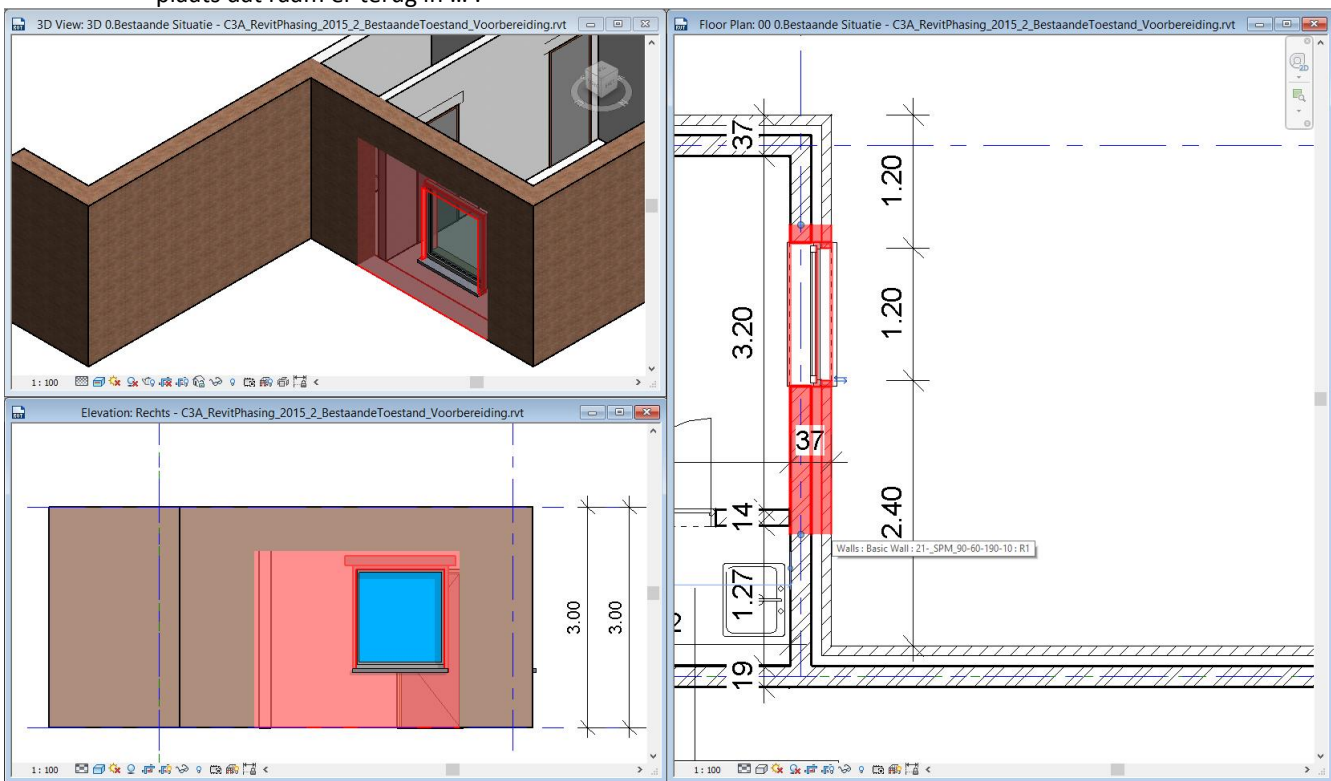 plaats dat raam er terug in ... .
3D View: 3D 0.Bestaande Situatie - C3A_RevitPhasing_2015_2_BestaandeToestand_Voorbereiding.rvt
1 : 100
Elevation: Rechts - C3A_RevitPhasing_2015_2_BestaandeToestand_Voorbereiding.rvt
3.00
3.00
1 : 100
Floor Plan: 00 0.Bestaande Situatie - C3A_RevitPhasing_2015_2_BestaandeToestand_Voorbereiding.rvt
2D
37
1.20
3.20
1.20
37
14
2.40
Walls : Basic Wall : 21-_SPM_90-60-190-10 : R1
1.27
2
19
1 : 100